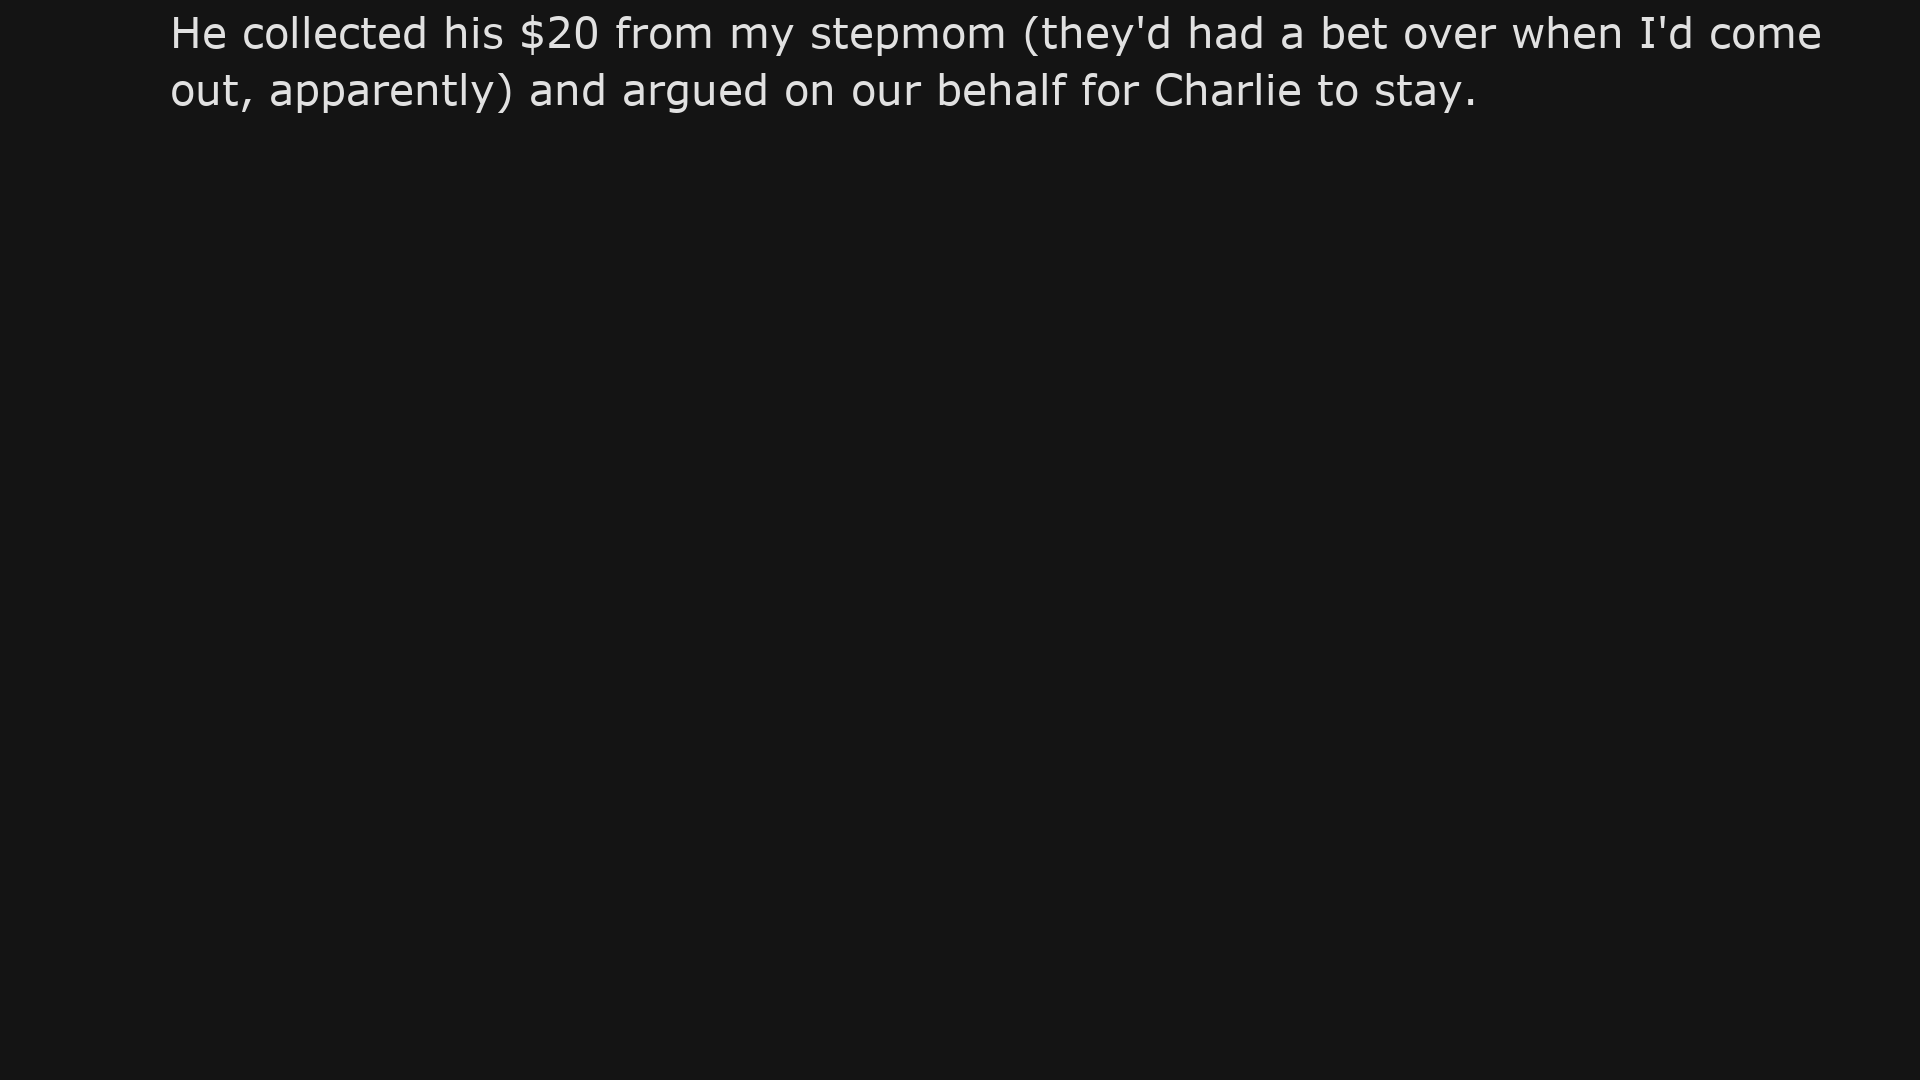 He collected his $20 from my stepmom (they'd had a bet over when I'd come
out, apparently) and argued on our behalf for Charlie to stay.